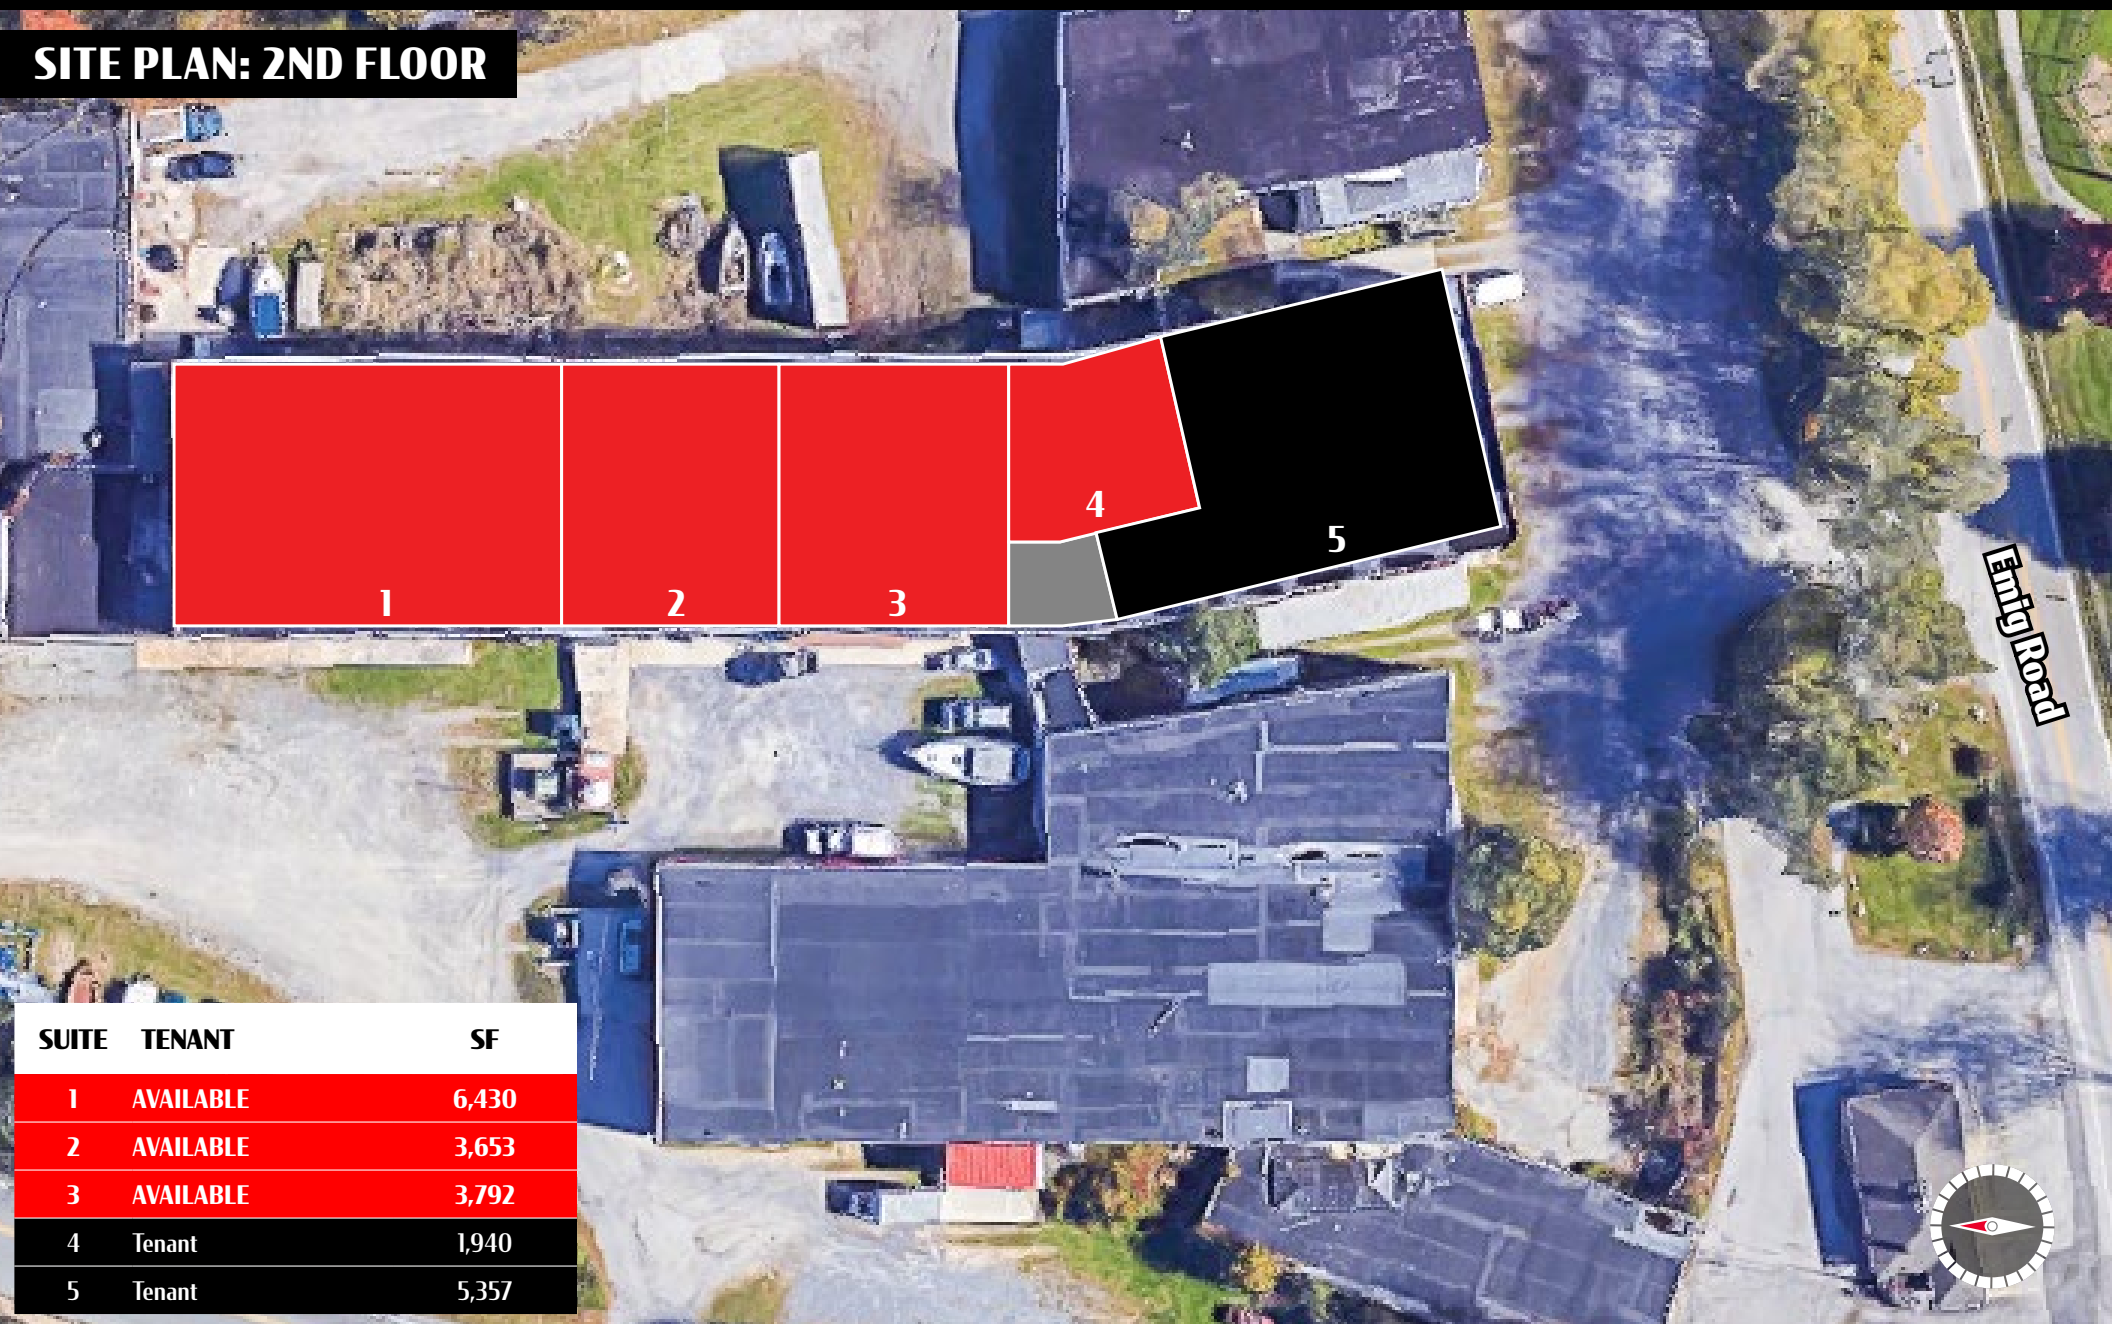 SITE PLAN: 2ND FLOOR
4
5
1 2 3
Emig Road
SUITE TENANT SF
1 AVAILABLE 6,430
2 AVAILABLE 3,653
3 AVAILABLE 3,792
4 Tenant 1,940
5 Tenant 5,357